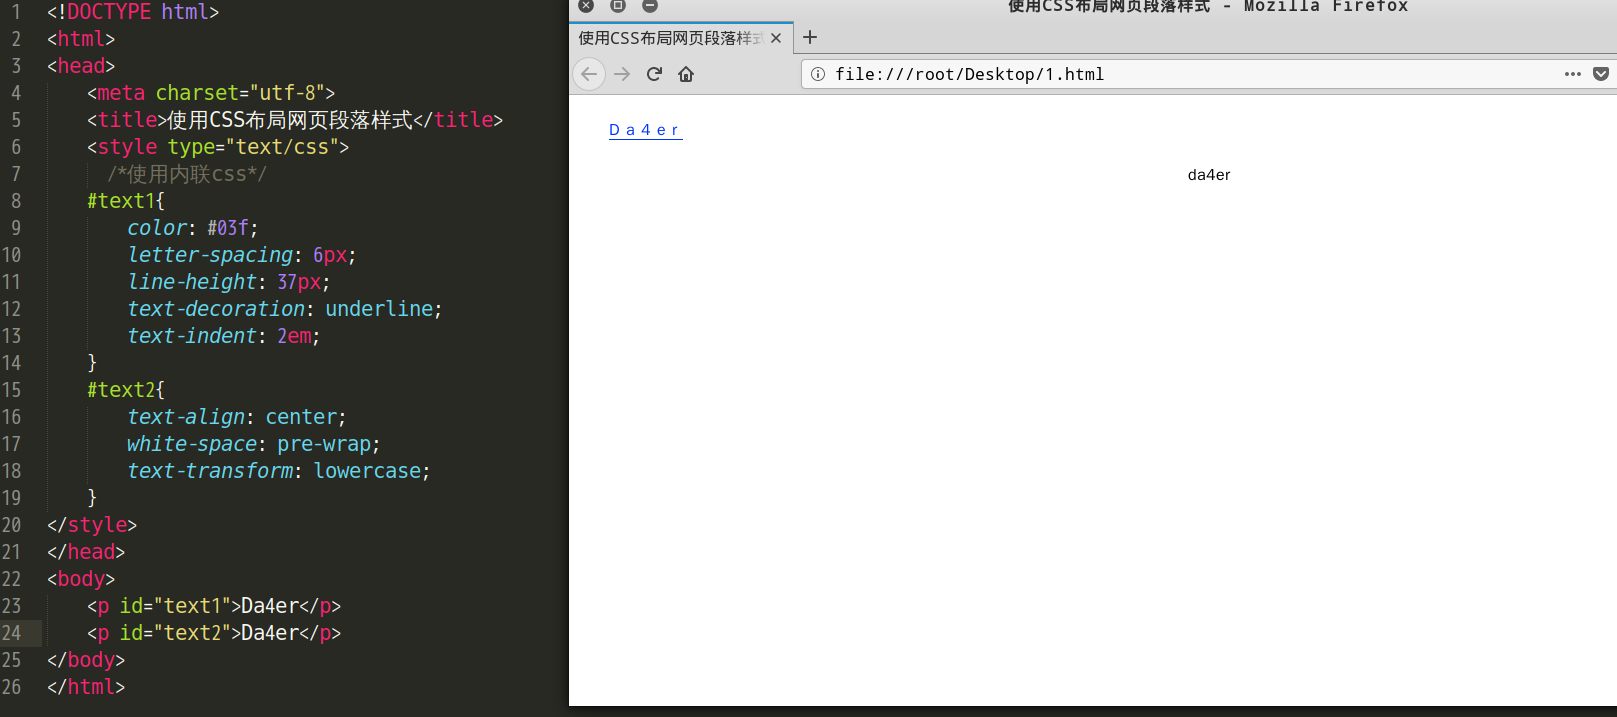 1 <!DOCTYPE html>
2 <html>
3 <head>
4 <meta charset="utf-8">
5 <title>使用CSS布局网页段落样式</title>
6 <style type="text/css">
7 /*使用内联css*/
8 #text1{
9 color: #03f;
10 letter-spacing: 6px;
11 line-height: 37px;
12 text-decoration: underline;
13 text-indent: 2em;
14 }
15 #text2{
16 text-align: center;
17 white-space: pre-wrap;
18 text-transform: lowercase;
19 }
20 </style>
21 </head>
22 <body>
23 <p id="text1">Da4er</p>
24 <p id="text2">Da4er</p>
25 </body>
26 </html>
使用CSS布局网页段落样式 - Mozilla Firefox
使用CSS布局网页段落样式
file:///root/Desktop/1.html
Da4er
da4er